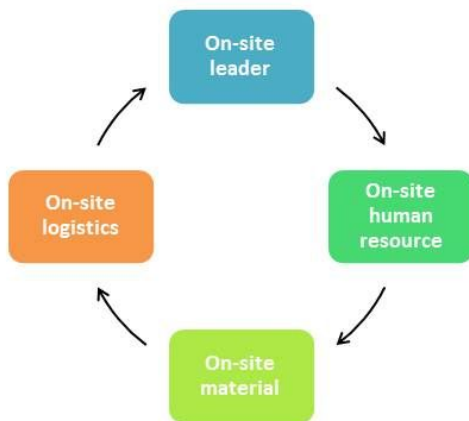 On-site
leader
On-site
human
resource
On-site
material
On-site
logistics